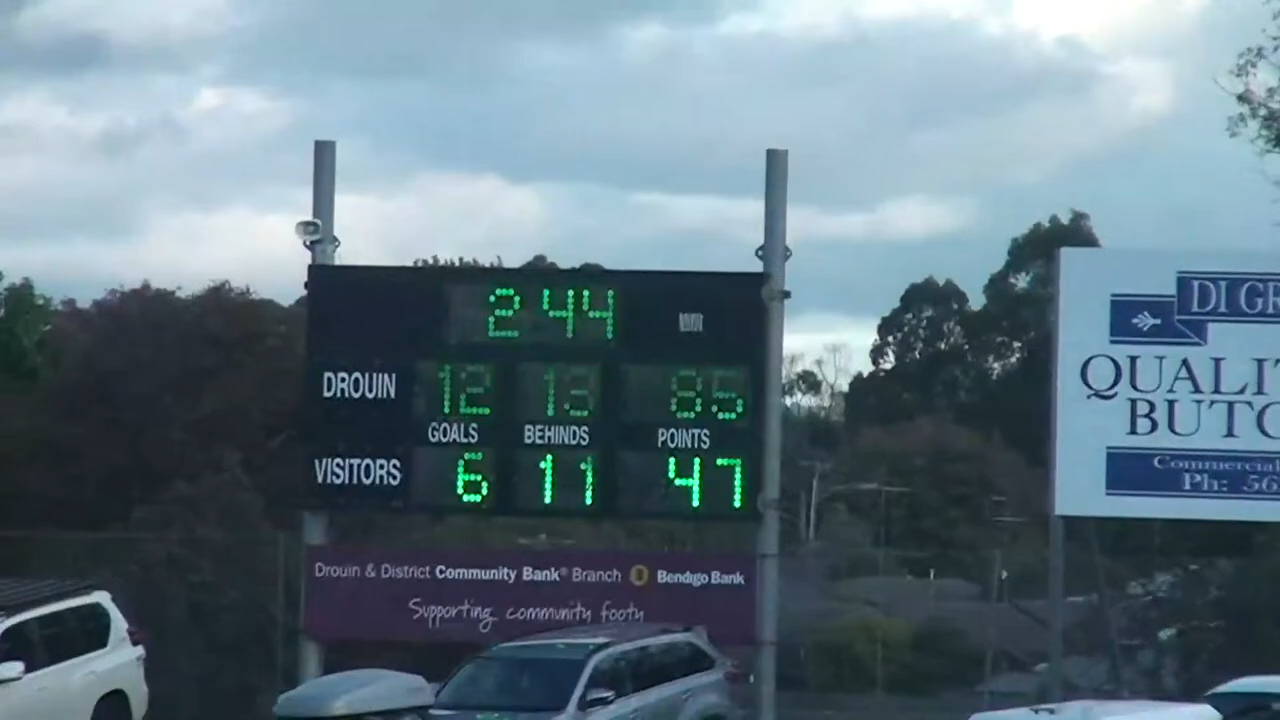 2 44
DROUIN 12 13 85
GOALS BEHINDS POINTS
VISITORS 6 11 47
Drouin & District Community Bank® Branch Bendigo Bank
Supporting community footy
DI GR
QUALIT
BUTC
Commercial
Ph: 56